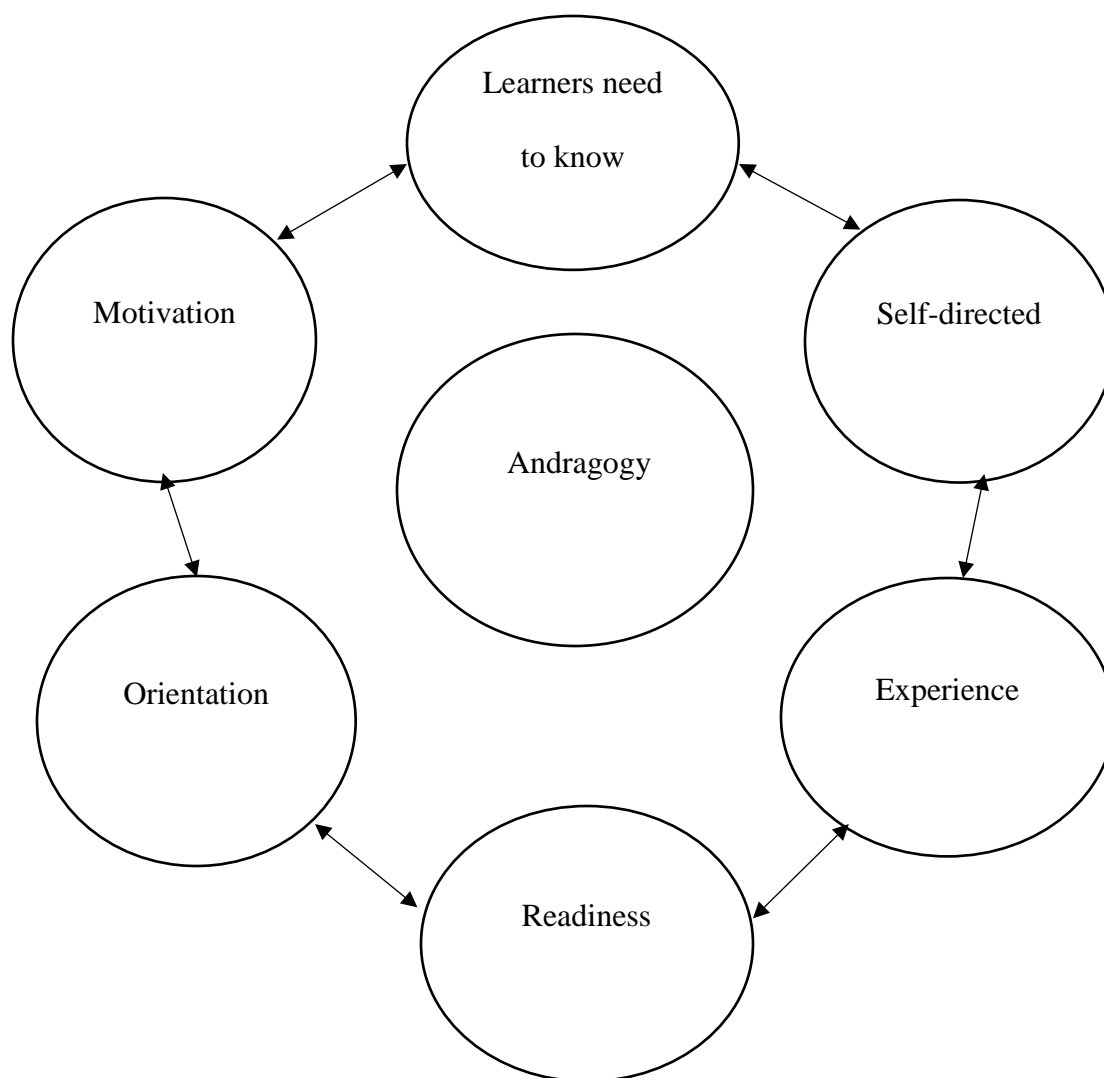 Learners need
to know
Motivation
Self-directed
Andragogy
Orientation
Experience
Readiness